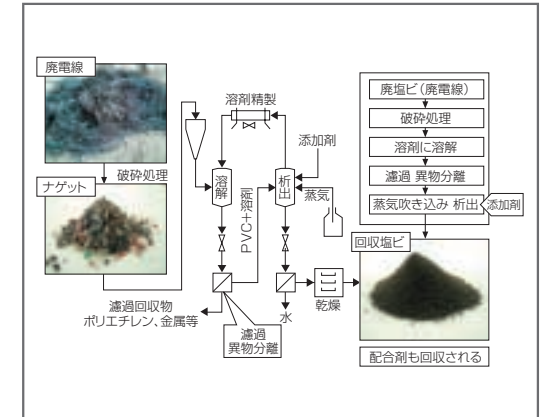 廃電線
破砕処理
ナゲット
濾過回収物
ポリエチレン、金属等
溶剤精製
溶解
PVC+溶剤
析出
添加剤
蒸気
濾過
異物分離
水
乾燥
廃塩ビ(廃電線)
破砕処理
溶剤に溶解
濾過 異物分離
蒸気吹き込み 析出
添加剤
回収塩ビ
配合剤も回収される